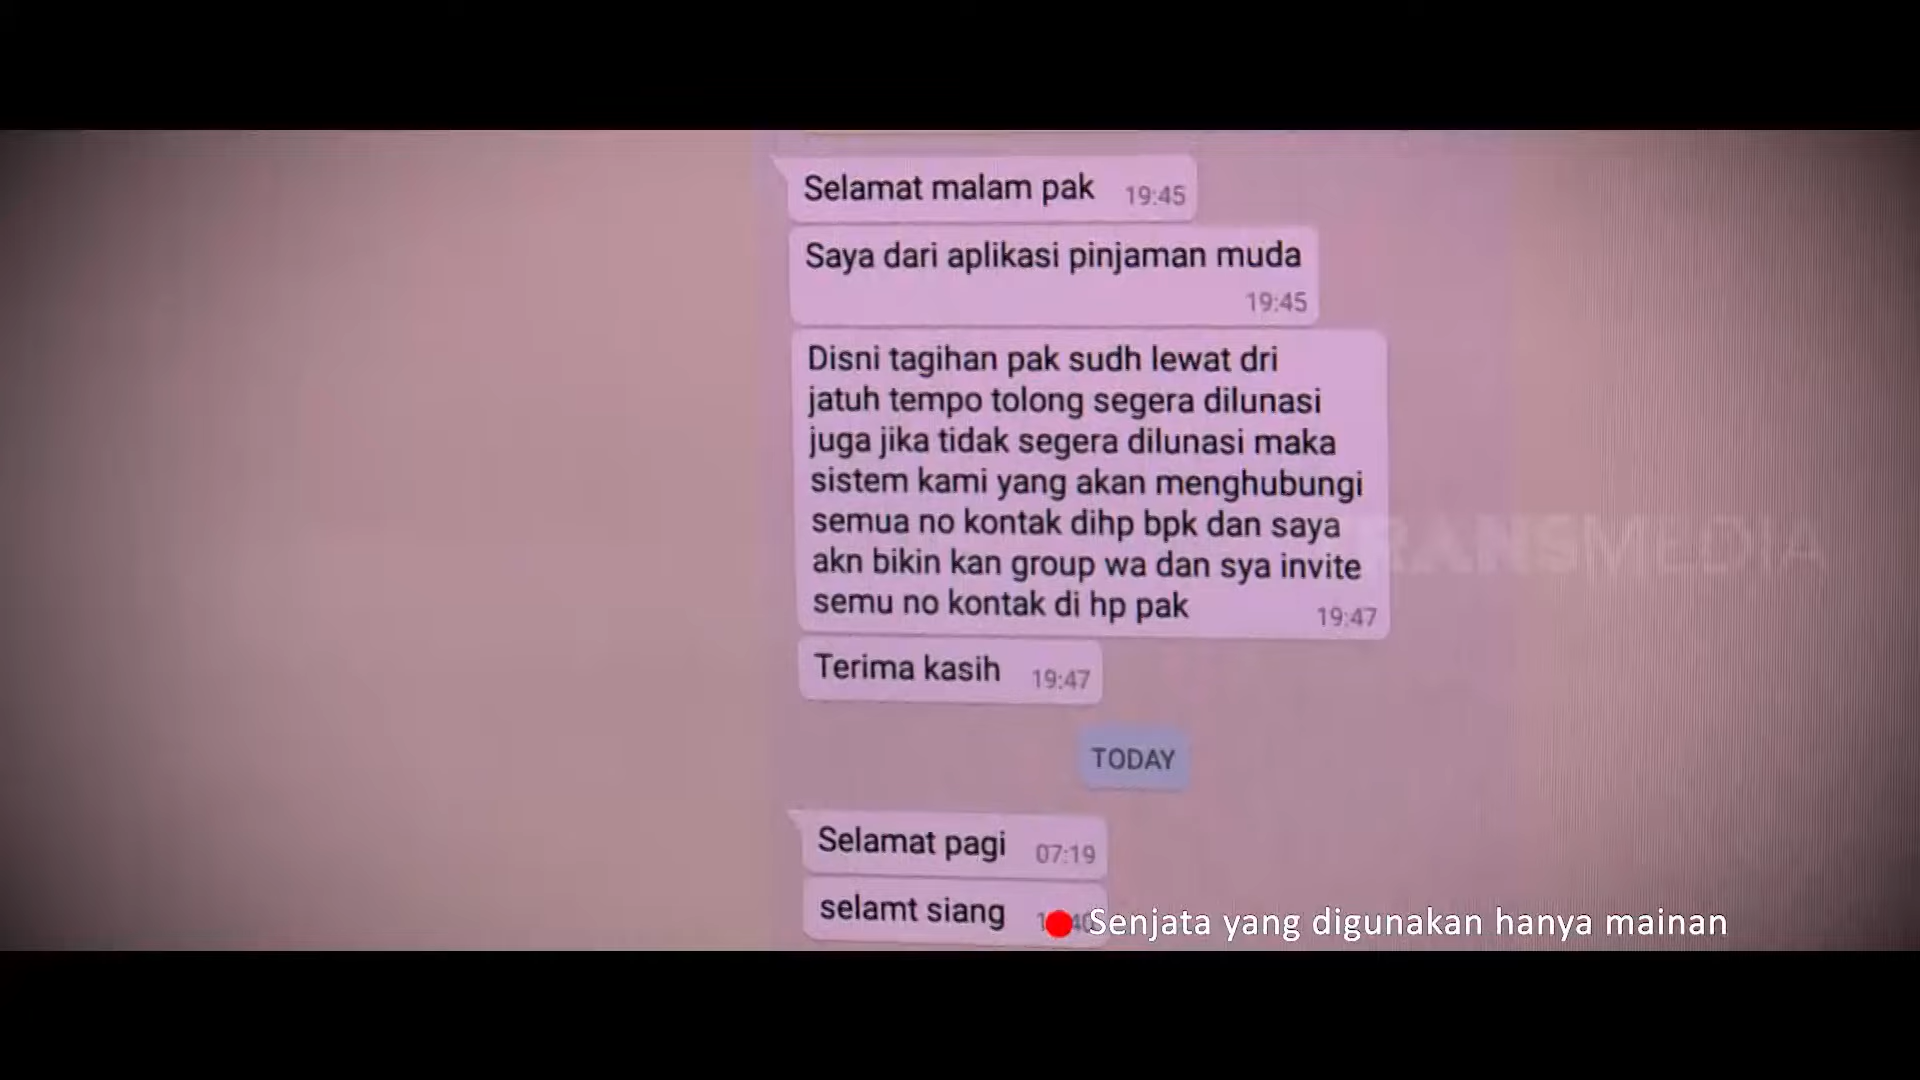 Selamat malam pak 19:45
Saya dari aplikasi pinjaman muda
19:45
Disni tagihan pak sudh lewat dri
jatuh tempo tolong segera dilunasi
juga jika tidak segera dilunasi maka
sistem kami yang akan menghubungi
semua no kontak dihp bpk dan saya
akn bikin kan group wa dan sya invite
semu no kontak di hp pak 19:47
TRANSMEDIA
Terima kasih 19:47
TODAY
Selamat pagi 07:19
selamt siang
Senjata yang digunakan hanya mainan